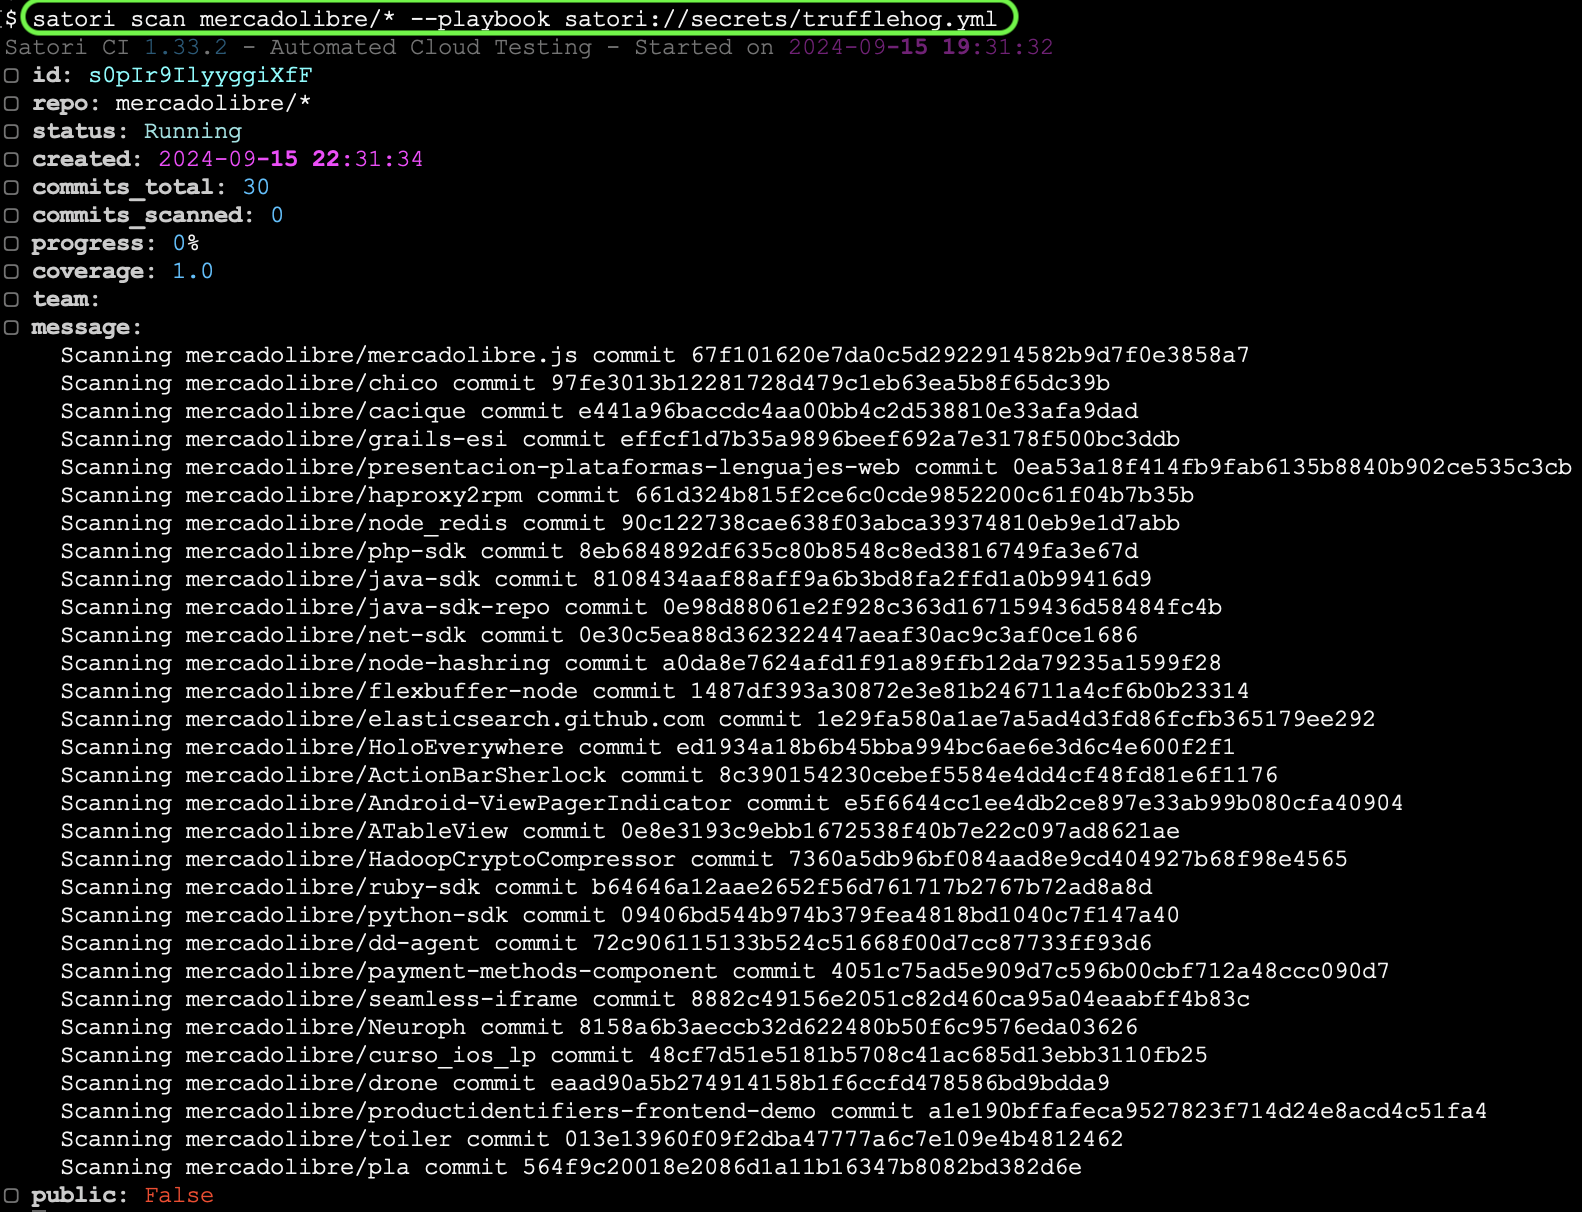 $ satori scan mercadolibre/* --playbook satori://secrets/trufflehog.yml
Satori CI 1.33.2 - Automated Cloud Testing - Started on 2024-09-15 19:31:32
id: s0pIr9IlyyggiXfF
repo: mercadolibre/*
status: Running
created: 2024-09-15 22:31:34
commits_total: 30
commits_scanned: 0
progress: 0%
coverage: 1.0
team:
message:
Scanning mercadolibre/mercadolibre.js commit 67f101620e7da0c5d2922914582b9d7f0e3858a7
Scanning mercadolibre/chico commit 97fe3013b12281728d479c1eb63ea5b8f65dc39b
Scanning mercadolibre/cacique commit e441a96baccdc4aa00bb4c2d538810e33afa9dad
Scanning mercadolibre/grails-esi commit effcf1d7b35a9896beef692a7e3178f500bc3ddb
Scanning mercadolibre/presentacion-plataformas-lenguajes-web commit 0ea53a18f414fb9fab6135b8840b902ce535c3cb
Scanning mercadolibre/haproxy2rpm commit 661d324b815f2ce6c0cde9852200c61f04b7b35b
Scanning mercadolibre/node_redis commit 90c122738cae638f03abca39374810eb9e1d7abb
Scanning mercadolibre/php-sdk commit 8eb684892df635c80b8548c8ed3816749fa3e67d
Scanning mercadolibre/java-sdk commit 8108434aaf88aff9a6b3bd8fa2ffd1a0b99416d9
Scanning mercadolibre/java-sdk-repo commit 0e98d88061e2f928c363d167159436d58484fc4b
Scanning mercadolibre/net-sdk commit 0e30c5ea88d362322447aeaf30ac9c3af0ce1686
Scanning mercadolibre/node-hashring commit a0da8e7624afd1f91a89ffb12da79235a1599f28
Scanning mercadolibre/flexbuffer-node commit 1487df393a30872e3e81b246711a4cf6b0b23314
Scanning mercadolibre/elasticsearch.github.com commit 1e29fa580a1ae7a5ad4d3fd86fcfb365179ee292
Scanning mercadolibre/HoloEverywhere commit ed1934a18b6b45bba994bc6ae6e3d6c4e600f2f1
Scanning mercadolibre/ActionBarSherlock commit 8c390154230cebef5584e4dd4cf48fd81e6f1176
Scanning mercadolibre/Android-ViewPagerIndicator commit e5f6644cc1ee4db2ce897e33ab99b080cfa40904
Scanning mercadolibre/ATableView commit 0e8e3193c9ebb1672538f40b7e22c097ad8621ae
Scanning mercadolibre/HadoopCryptoCompressor commit 7360a5db96bf084aad8e9cd404927b68f98e4565
Scanning mercadolibre/ruby-sdk commit b64646a12aae2652f56d761717b2767b72ad8a8d
Scanning mercadolibre/python-sdk commit 09406bd544b974b379fea4818bd1040c7f147a40
Scanning mercadolibre/dd-agent commit 72c906115133b524c51668f00d7cc87733ff93d6
Scanning mercadolibre/payment-methods-component commit 4051c75ad5e909d7c596b00cbf712a48ccc090d7
Scanning mercadolibre/seamless-iframe commit 8882c49156e2051c82d460ca95a04eaabff4b83c
Scanning mercadolibre/Neuroph commit 8158a6b3aeccb32d622480b50f6c9576eda03626
Scanning mercadolibre/curso_ios_lp commit 48cf7d51e5181b5708c41ac685d13ebb3110fb25
Scanning mercadolibre/drone commit eaad90a5b274914158b1f6ccfd478586bd9bdda9
Scanning mercadolibre/productidentifiers-frontend-demo commit a1e190bffafeca9527823f714d24e8acd4c51fa4
Scanning mercadolibre/toiler commit 013e13960f09f2dba47777a6c7e109e4b4812462
Scanning mercadolibre/pla commit 564f9c20018e2086d1a11b16347b8082bd382d6e
public: False